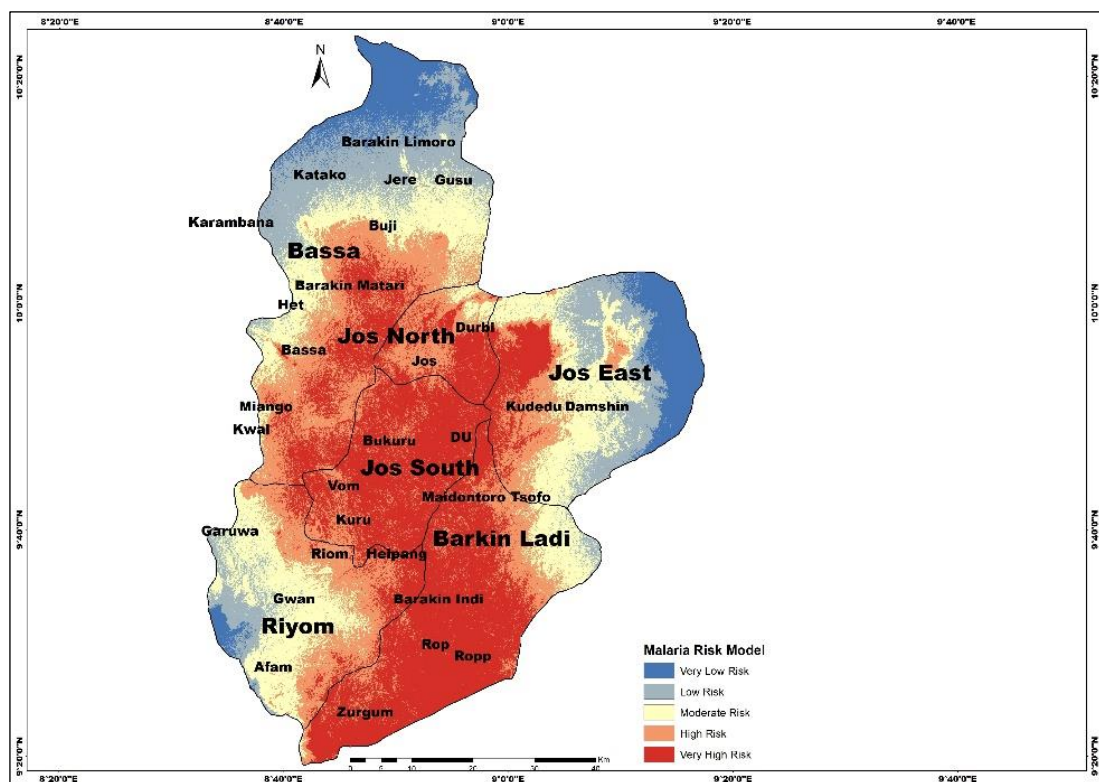 8°20'0"E 8°40'0"E 9°0'0"E 9°20'0"E 9°40'0"E
10°20'0"N 10°20'0"N
N
Barakin Limoro
Katako Jere Gusu
Karambana Buji
Bassa
Barakin Matari
10°0'0"N Het 10°0'0"N
Jos North Durbi
Bassa Jos
Jos East
Miango Kudedu Damshin
Kwal
Bukuru DU
Jos South
Vom Maidontoro Tsofo
Kuru
9°40'0"N Garuwa Barkin Ladi 9°40'0"N
Riom Heipang
Gwan Barakin Indi
Riyom
Rop
Ropp
Afam
Zurgum
Malaria Risk Model
Very Low Risk
Low Risk
Moderate Risk
High Risk
Very High Risk
Km
0 5 10 20 30 40
9°20'0"N 9°20'0"N
8°20'0"E 8°40'0"E 9°0'0"E 9°20'0"E 9°40'0"E